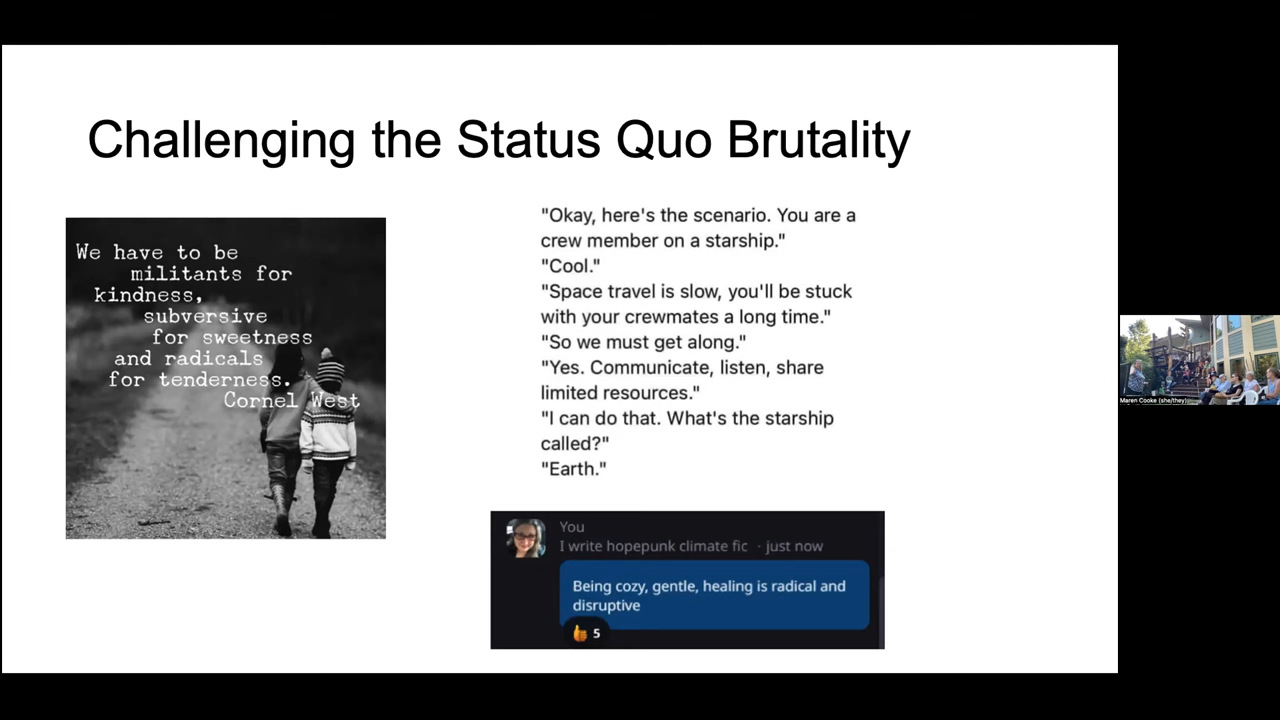 Challenging the Status Quo Brutality
We have to be
militants for
kindness,
subversive
for sweetness
and radicals
for tenderness.
Cornel West
"Okay, here's the scenario. You are a
crew member on a starship."
"Cool."
"Space travel is slow, you'll be stuck
with your crewmates a long time."
"So we must get along."
"Yes. Communicate, listen, share
limited resources."
"I can do that. What's the starship
called?"
"Earth."
You
I write hopepunk climate fic · just now
Being cozy, gentle, healing is radical and
disruptive
👍 5
Maren Cooke (she/they)